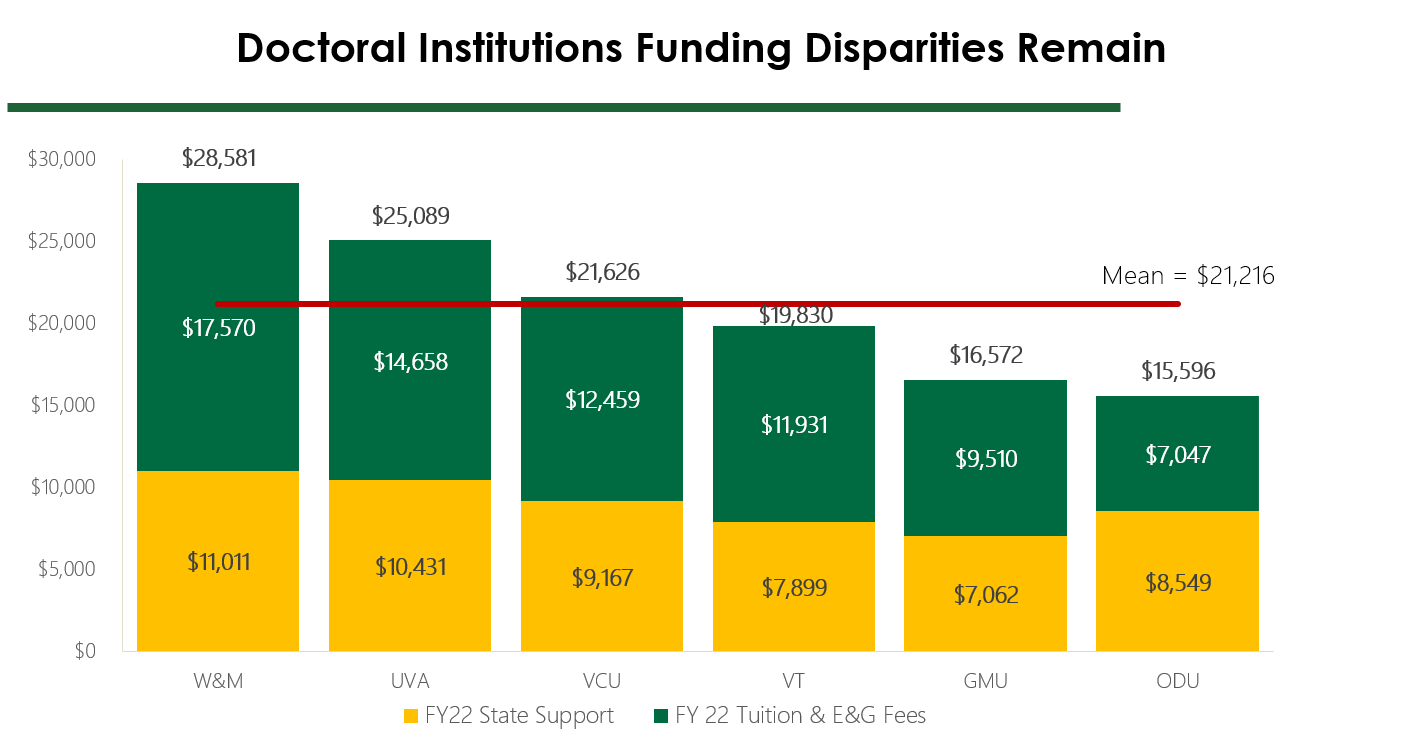 Doctoral Institutions Funding Disparities Remain
$30,000
$25,000
$20,000
$15,000
$10,000
$5,000
$0
$28,581
$25,089
$21,626
$19,830
$16,572
$15,596
Mean = $21,216
$17,570
$14,658
$12,459
$11,931
$9,510
$7,047
$11,011
$10,431
$9,167
$7,899
$7,062
$8,549
W&M
UVA
VCU
VT
GMU
ODU
FY22 State Support
FY 22 Tuition & E&G Fees